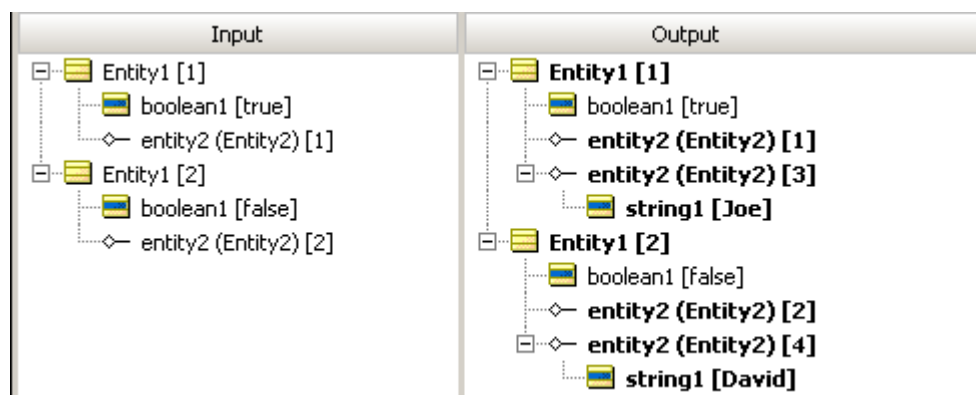 Input
Entity1 [1]
boolean1 [true]
entity2 (Entity2) [1]
Entity1 [2]
boolean1 [false]
entity2 (Entity2) [2]
Output
Entity1 [1]
boolean1 [true]
entity2 (Entity2) [1]
entity2 (Entity2) [3]
string1 [Joe]
Entity1 [2]
boolean1 [false]
entity2 (Entity2) [2]
entity2 (Entity2) [4]
string1 [David]